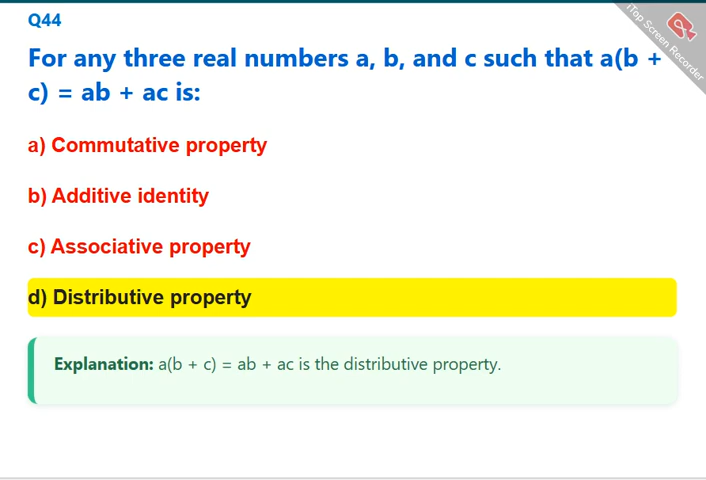 Q44
iTop Screen Recorder
For any three real numbers a, b, and c such that a(b +
c) = ab + ac is:
a) Commutative property
b) Additive identity
c) Associative property
d) Distributive property
Explanation: a(b + c) = ab + ac is the distributive property.